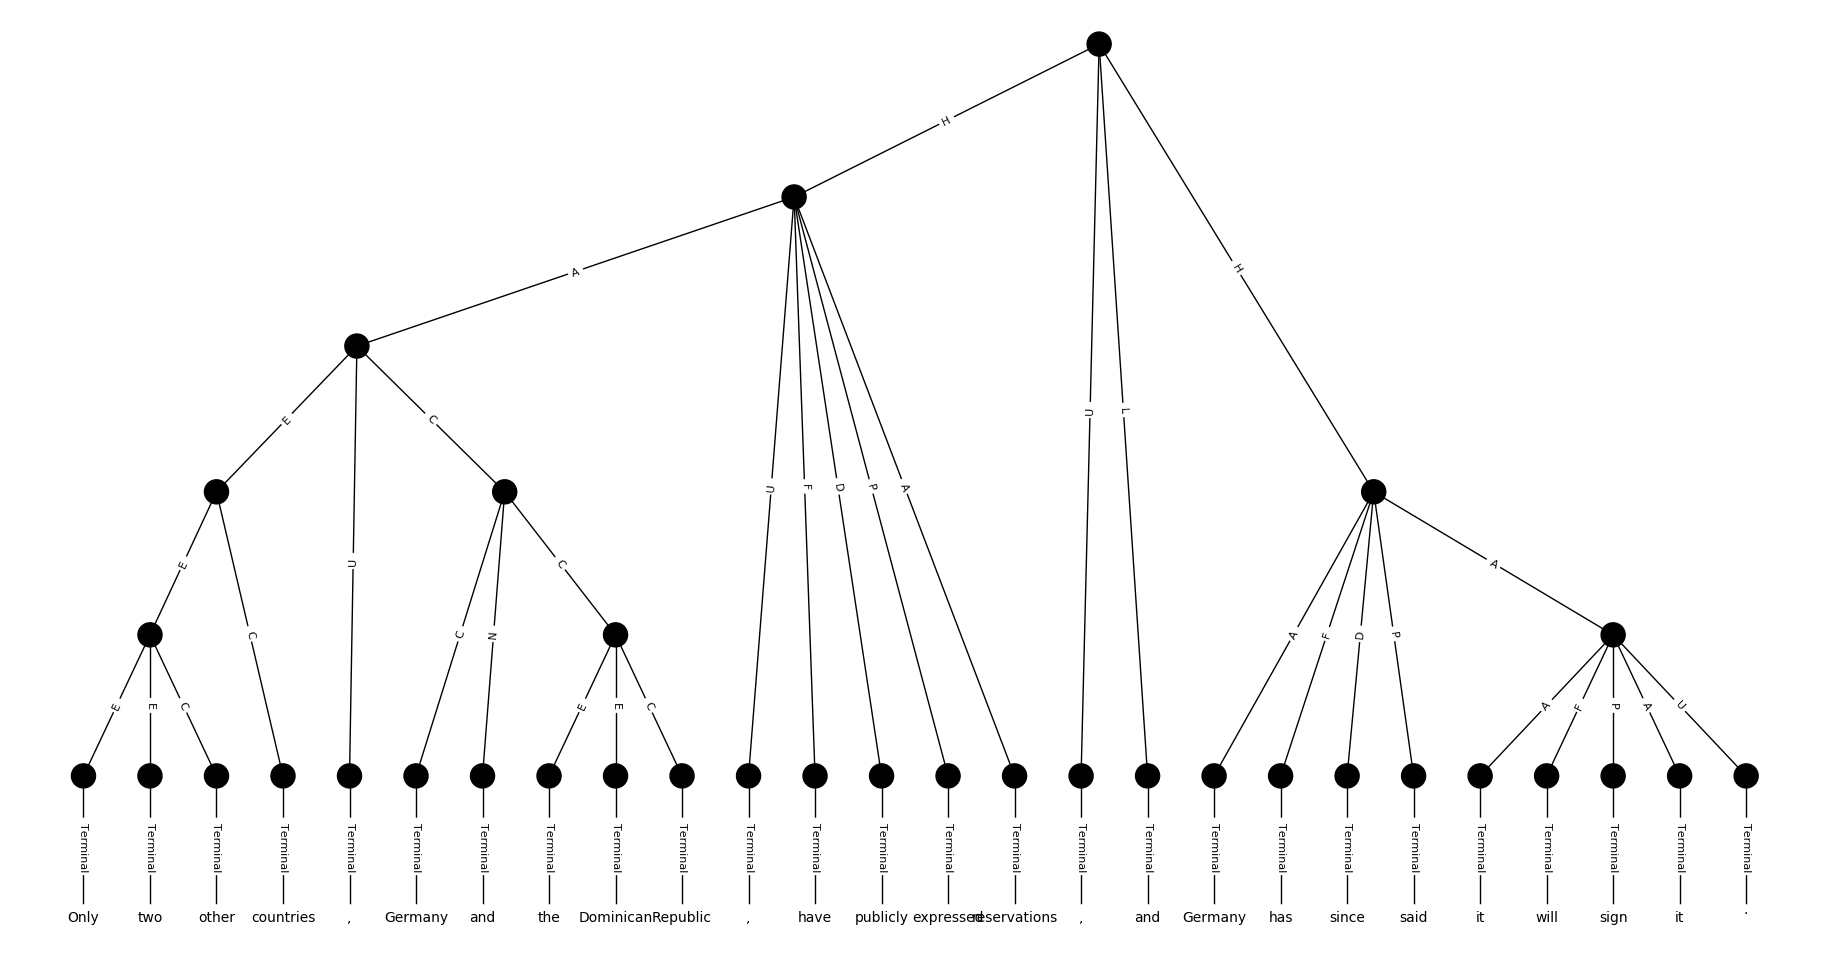 H
H
A
E
C
E
U
C
C
U
F
D
P
A
U
L
A
C
N
A
F
D
P
E
E
C
E
E
C
A
F
P
A
U
Terminal Terminal Terminal Terminal Terminal Terminal Terminal Terminal Terminal Terminal Terminal Terminal Terminal Terminal Terminal Terminal Terminal Terminal Terminal Terminal Terminal Terminal Terminal Terminal Terminal Terminal
Only two other countries , Germany and the Dominican Republic , have publicly expressed reservations , and Germany has since said it will sign it .